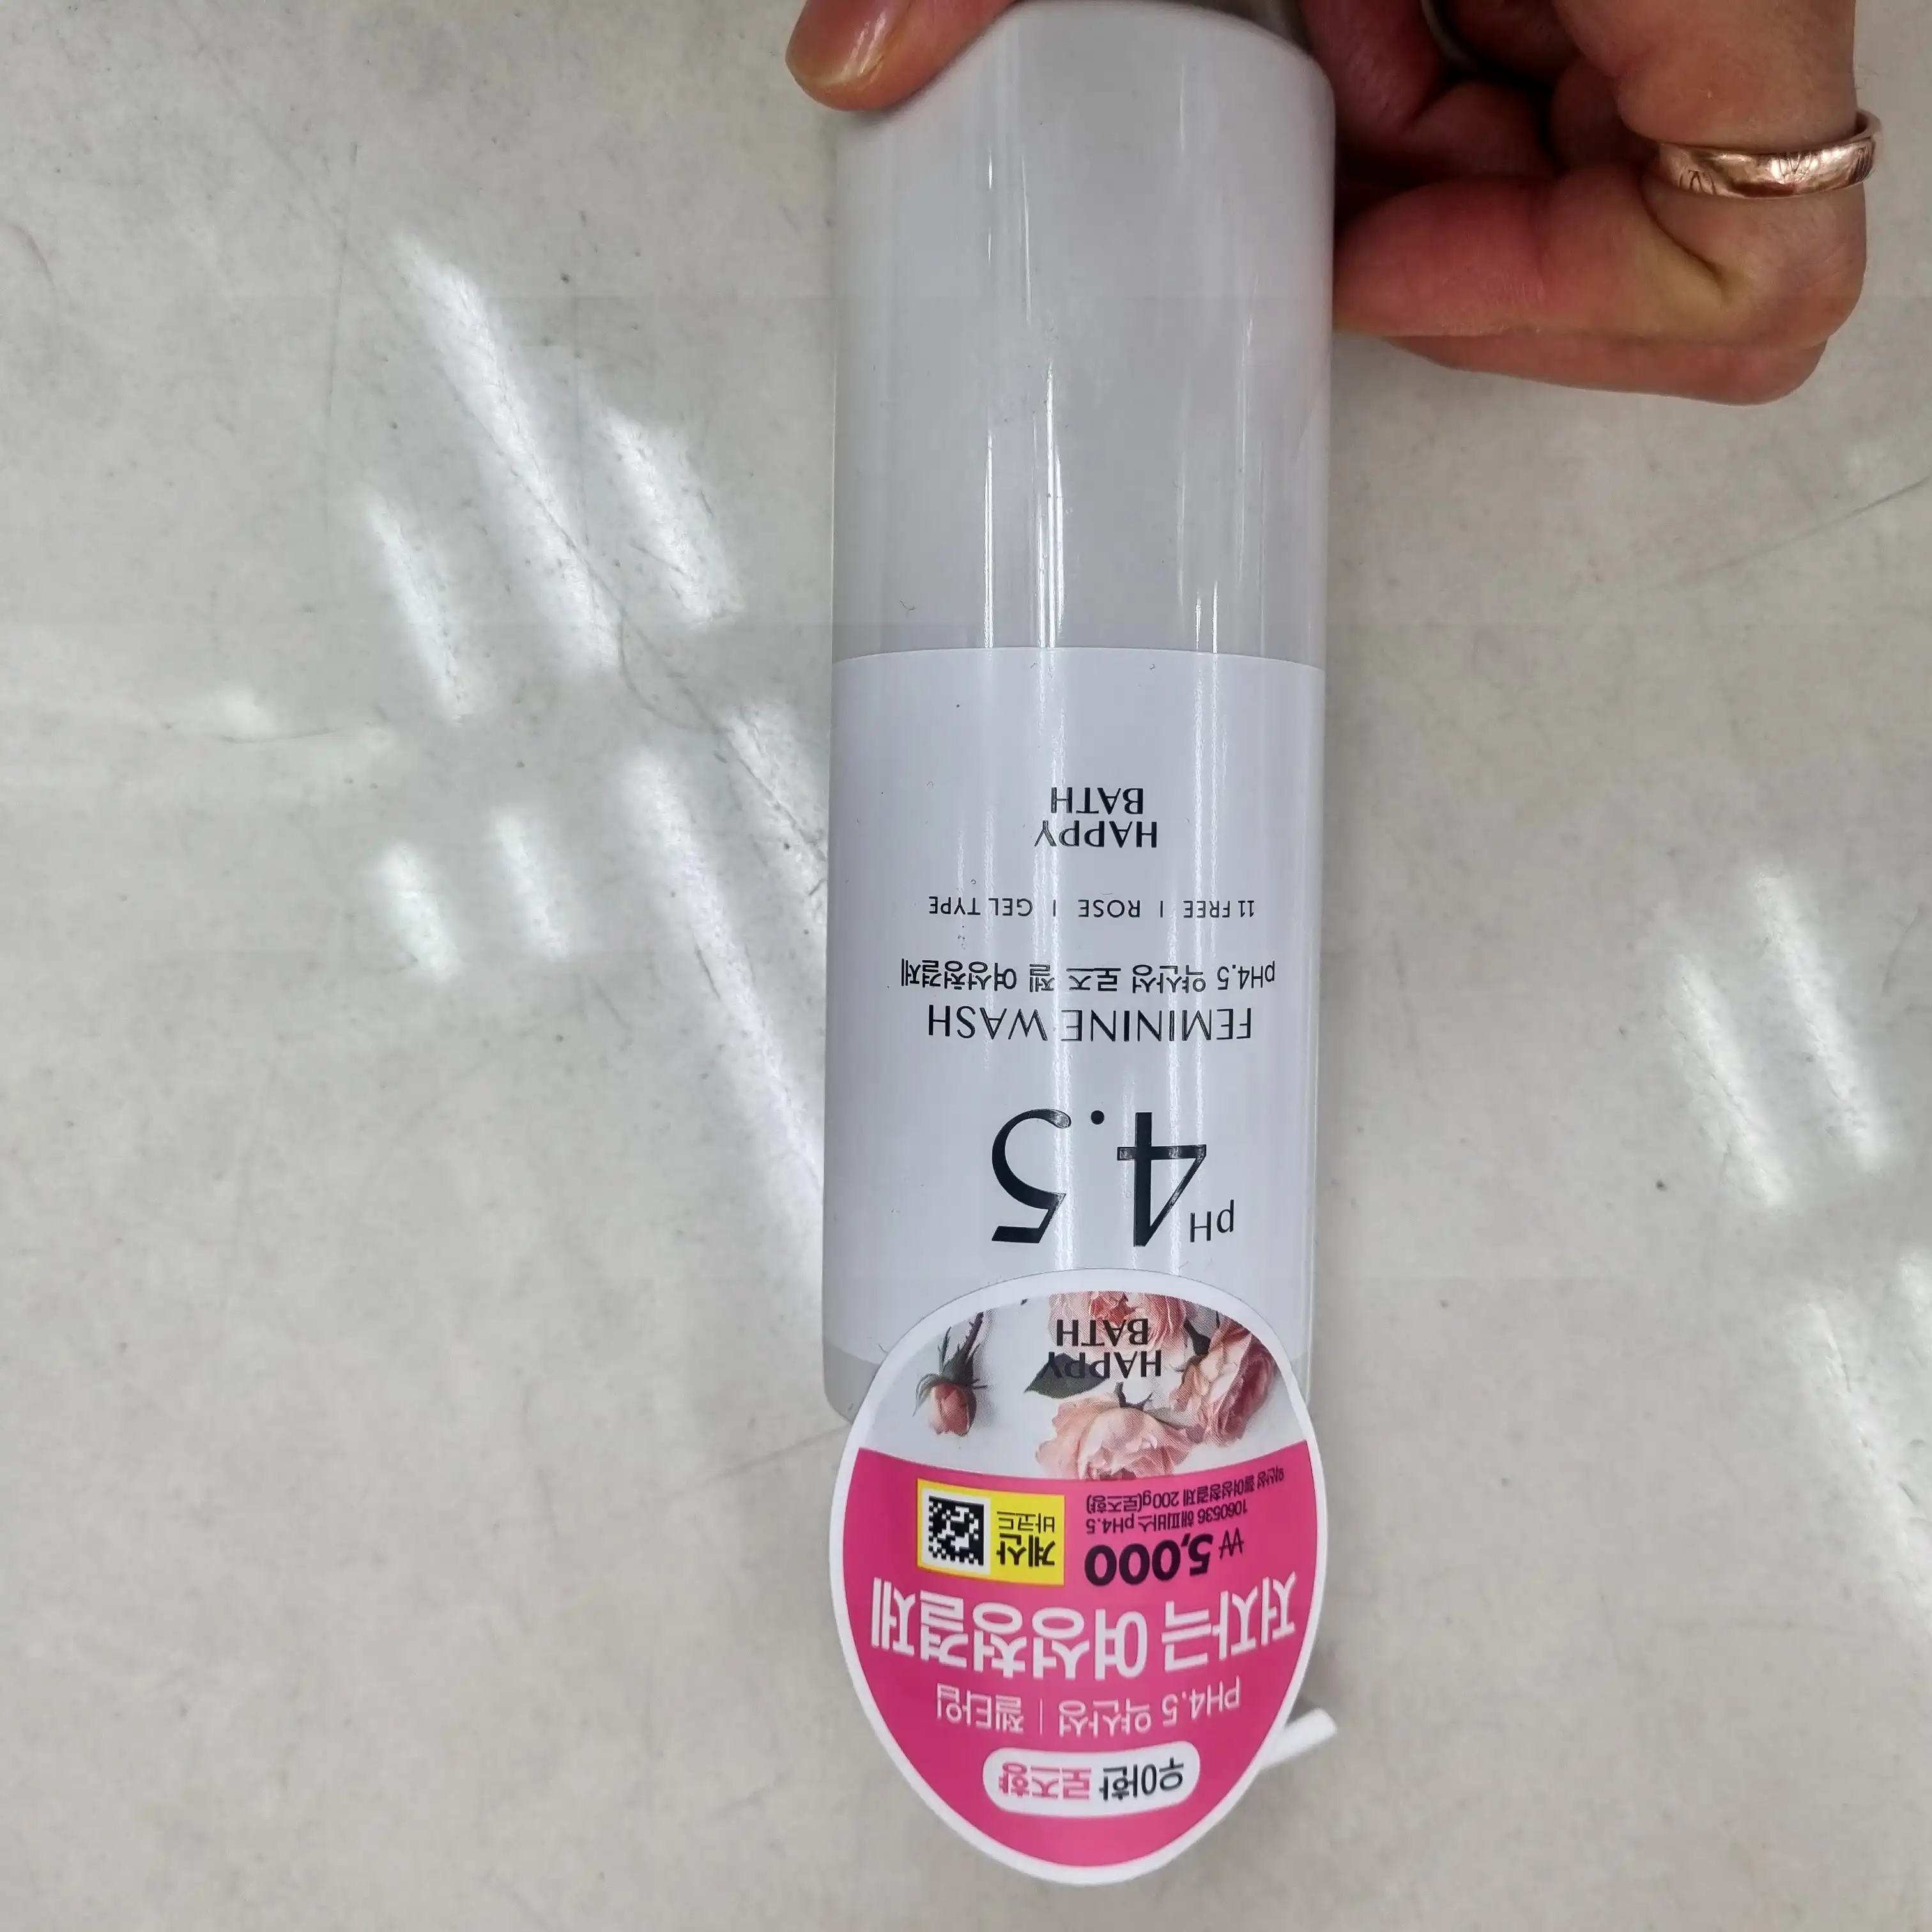 우아한 로즈향
PH4.5 약산성 | 젤타입
저자극 여성청결제
₩5,000
1060536 해피바스 pH4.5
약산성 젤여성청결제 200g(로즈향)
계산
바코드
HAPPY
BATH
pH
4.5
FEMININE WASH
pH4.5 약산성 로즈 젤 여성청결제
11 FREE | ROSE | GEL TYPE
HAPPY
BATH